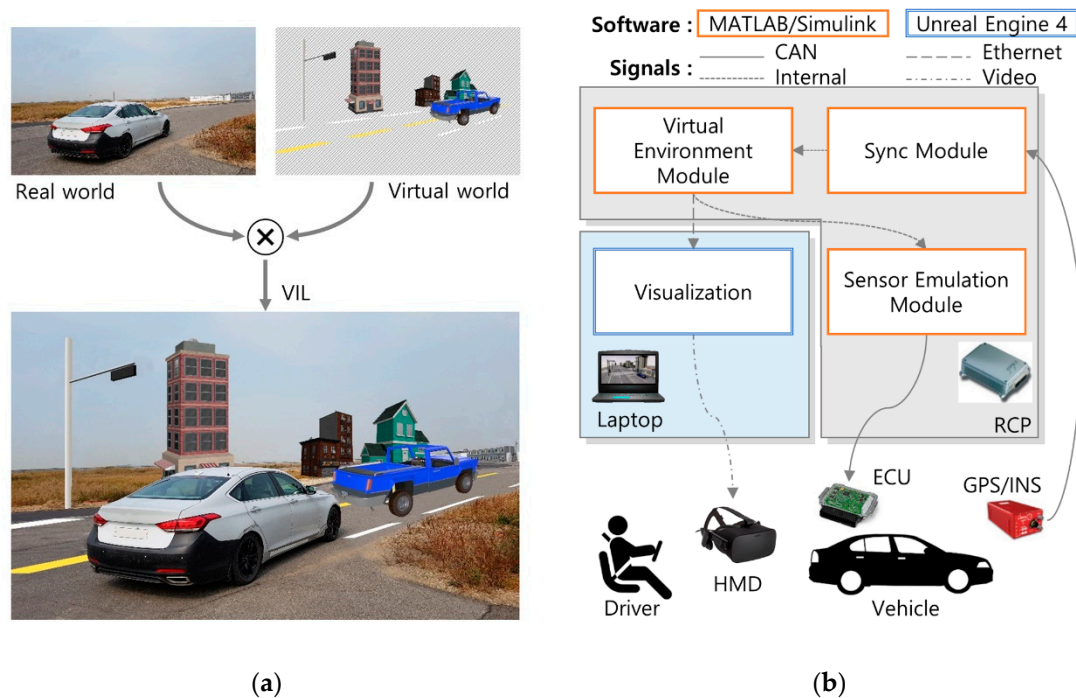 Real world
Virtual world
VIL
(a)
Software : MATLAB/Simulink Unreal Engine 4
Signals : CAN Ethernet
Internal Video
Virtual
Environment
Module
Sync Module
Visualization
Sensor Emulation
Module
Laptop
RCP
ECU
GPS/INS
HMD
Driver
Vehicle
(b)